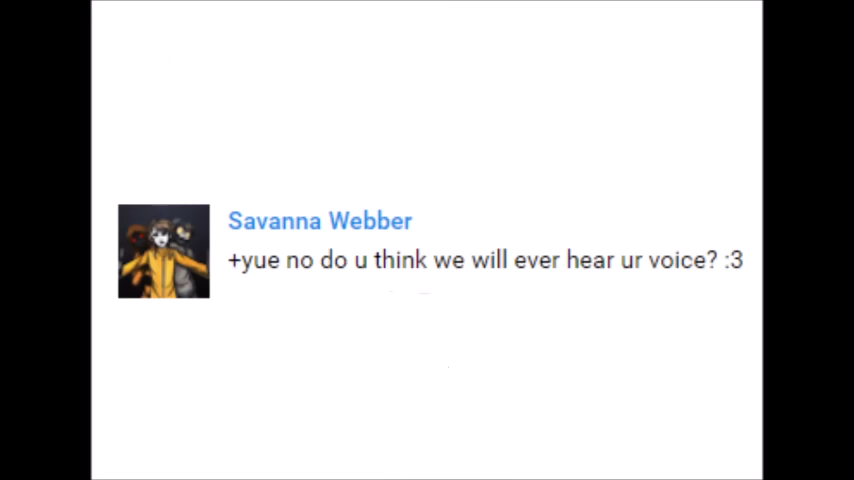 Savanna Webber
+yue no do u think we will ever hear ur voice? :3